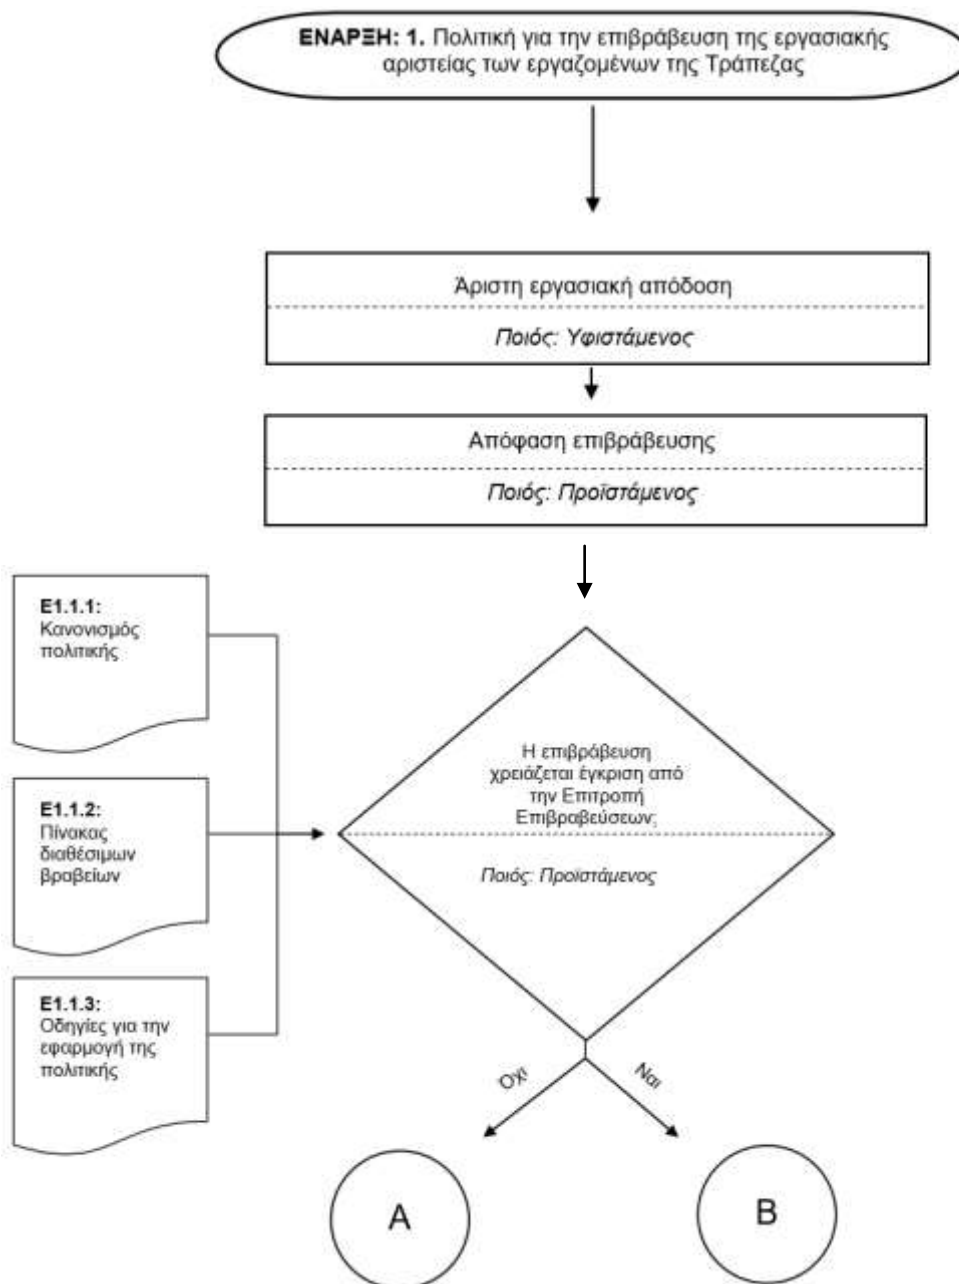 ΕΝΑΡΞΗ: 1. Πολιτική για την επιβράβευση της εργασιακής
αριστείας των εργαζομένων της Τράπεζας
Άριστη εργασιακή απόδοση
Ποιός: Υφιστάμενος
Απόφαση επιβράβευσης
Ποιός: Προϊστάμενος
Ε1.1.1:
Κανονισμός
πολιτικής
Η επιβράβευση
χρειάζεται έγκριση από
την Επιτροπή
Επιβραβεύσεων;
Ποιός: Προϊστάμενος
Ε1.1.2:
Πίνακας
διαθέσιμων
βραβείων
Ε1.1.3:
Οδηγίες για την
εφαρμογή της
πολιτικής
Όχι
Ναι
Α
Β